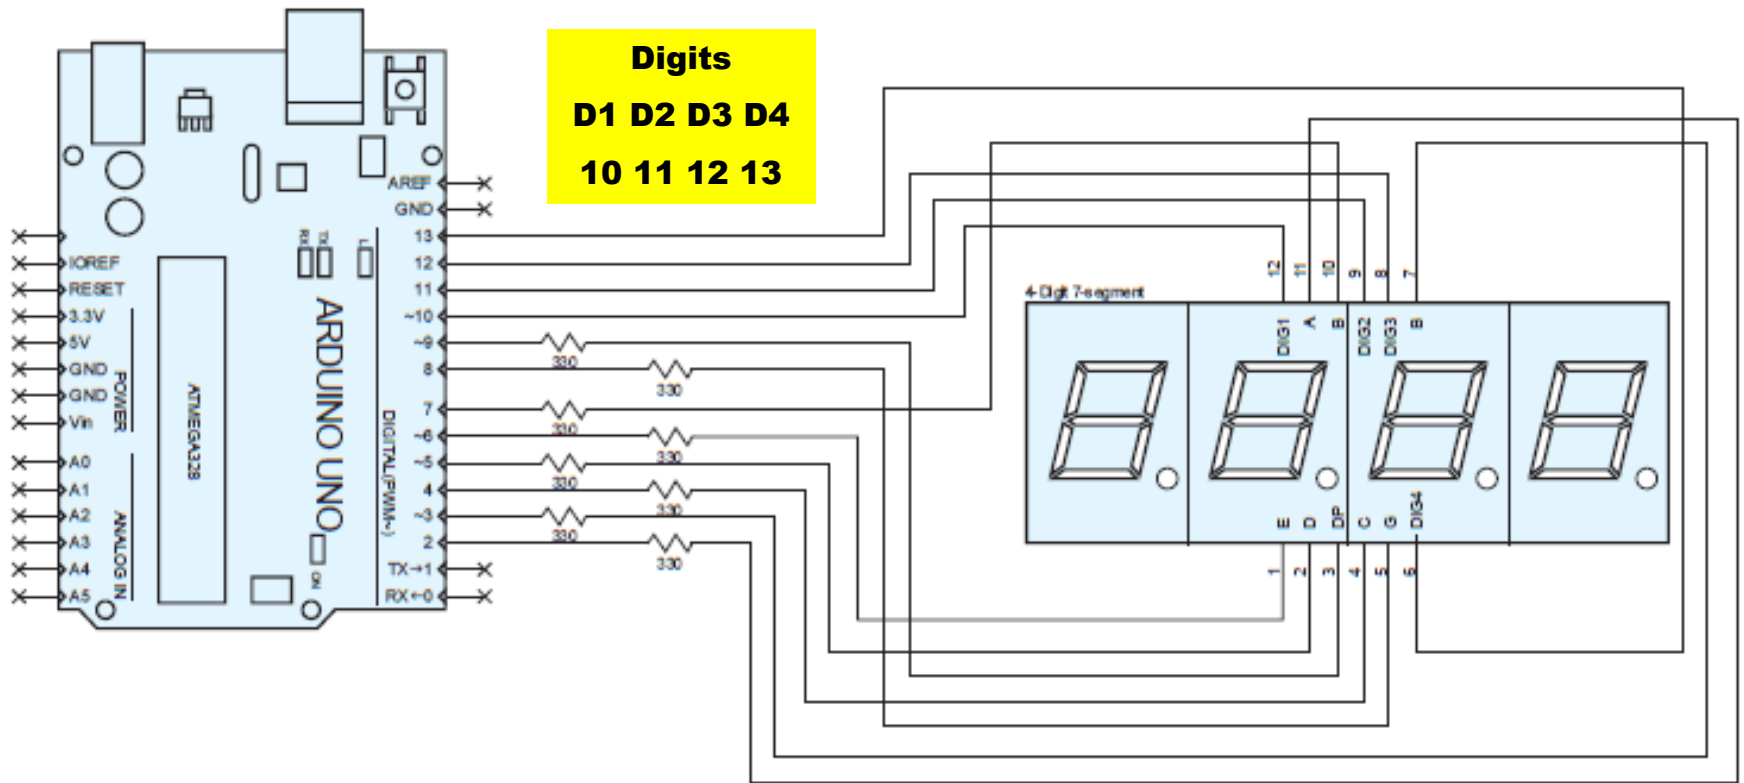 Digits
D1 D2 D3 D4
10 11 12 13
AREF
GND
13
12
11
~10
~9
8
7
~6
~5
4
~3
2
TX→1
RX←0
IOREF
RESET
3.3V
5V
GND
GND
Vin
A0
A1
A2
A3
A4
A5
POWER
ANALOG IN
ATMEGA328
ARDUINO UNO
DIGITAL(PWM~)
RX
TX
L
ON
330
330
330
330
330
330
330
330
4-Digit 7-segment
12
11
10
9
8
7
DIG1
A
B
DIG2
DIG3
B
E
D
DP
C
G
DIG4
1
2
3
4
5
6